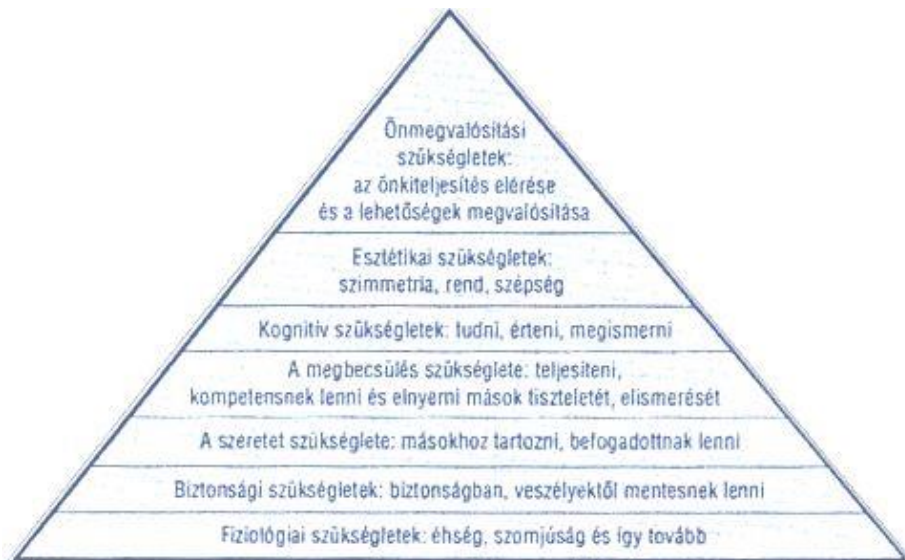 Önmegvalósítási
szükségletek:
az önkiteljesítés elérése
és a lehetőségek megvalósítása
Esztétikai szükségletek:
szimmetria, rend, szépség
Kognitív szükségletek: tudni, érteni, megismerni
A megbecsülés szükséglete: teljesíteni,
kompetensnek lenni és elnyerni mások tiszteletét, elismerését
A szeretet szükséglete: másokhoz tartozni, befogadottnak lenni
Biztonsági szükségletek: biztonságban, veszélyektől mentesnek lenni
Fiziológiai szükségletek: éhség, szomjúság és így tovább